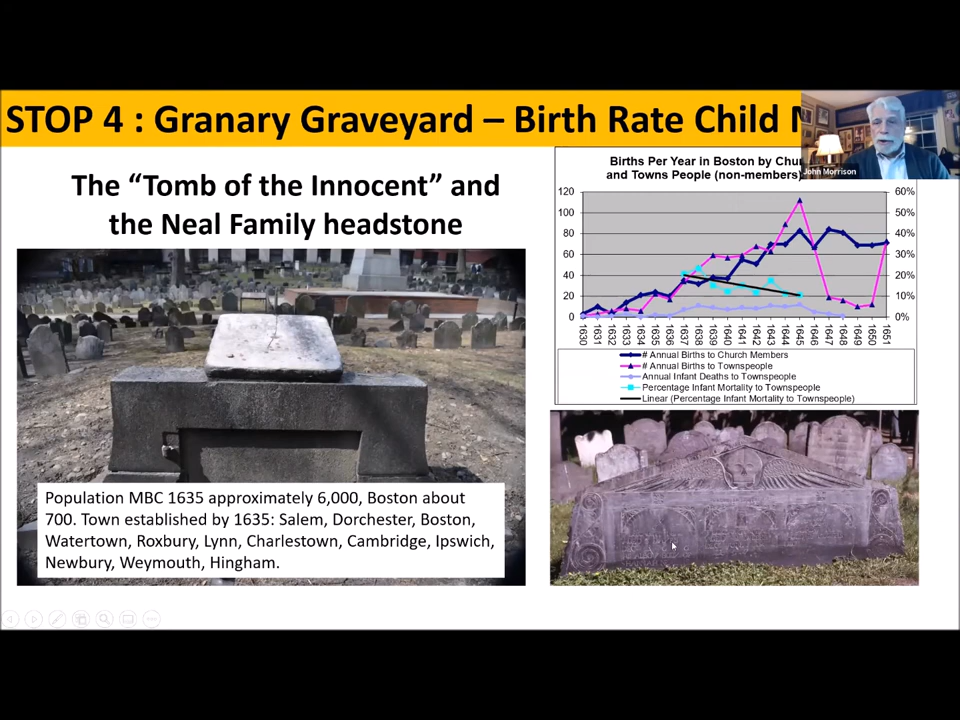 STOP 4 : Granary Graveyard – Birth Rate Child
John Morrison
The “Tomb of the Innocent” and
the Neal Family headstone
Population MBC 1635 approximately 6,000, Boston about
700. Town established by 1635: Salem, Dorchester, Boston,
Watertown, Roxbury, Lynn, Charlestown, Cambridge, Ipswich,
Newbury, Weymouth, Hingham.
Births Per Year in Boston by
and Towns People (non-members)
120
100
80
60
40
20
0
60%
50%
40%
30%
20%
10%
0%
1630
1631
1632
1633
1634
1635
1636
1637
1638
1639
1640
1641
1642
1643
1644
1645
1646
1647
1648
1649
1650
1651
# Annual Births to Church Members
# Annual Births to Townspeople
Annual Infant Deaths to Townspeople
Percentage Infant Mortality to Townspeople
Linear (Percentage Infant Mortality to Townspeople)